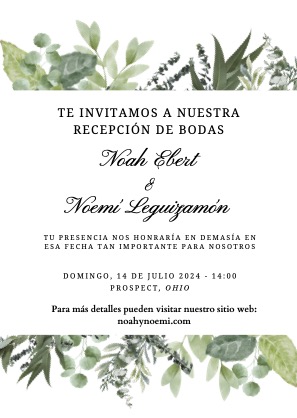 TE INVITAMOS A NUESTRA
RECEPCIÓN DE BODAS
Noah Ebert
&
Noemí Leguizamón
TU PRESENCIA NOS HONRARÍA EN DEMASÍA EN
ESA FECHA TAN IMPORTANTE PARA NOSOTROS
DOMINGO, 14 DE JULIO 2024 - 14:00
PROSPECT, OHIO
Para más detalles pueden visitar nuestro sitio web:
noahynoemi.com